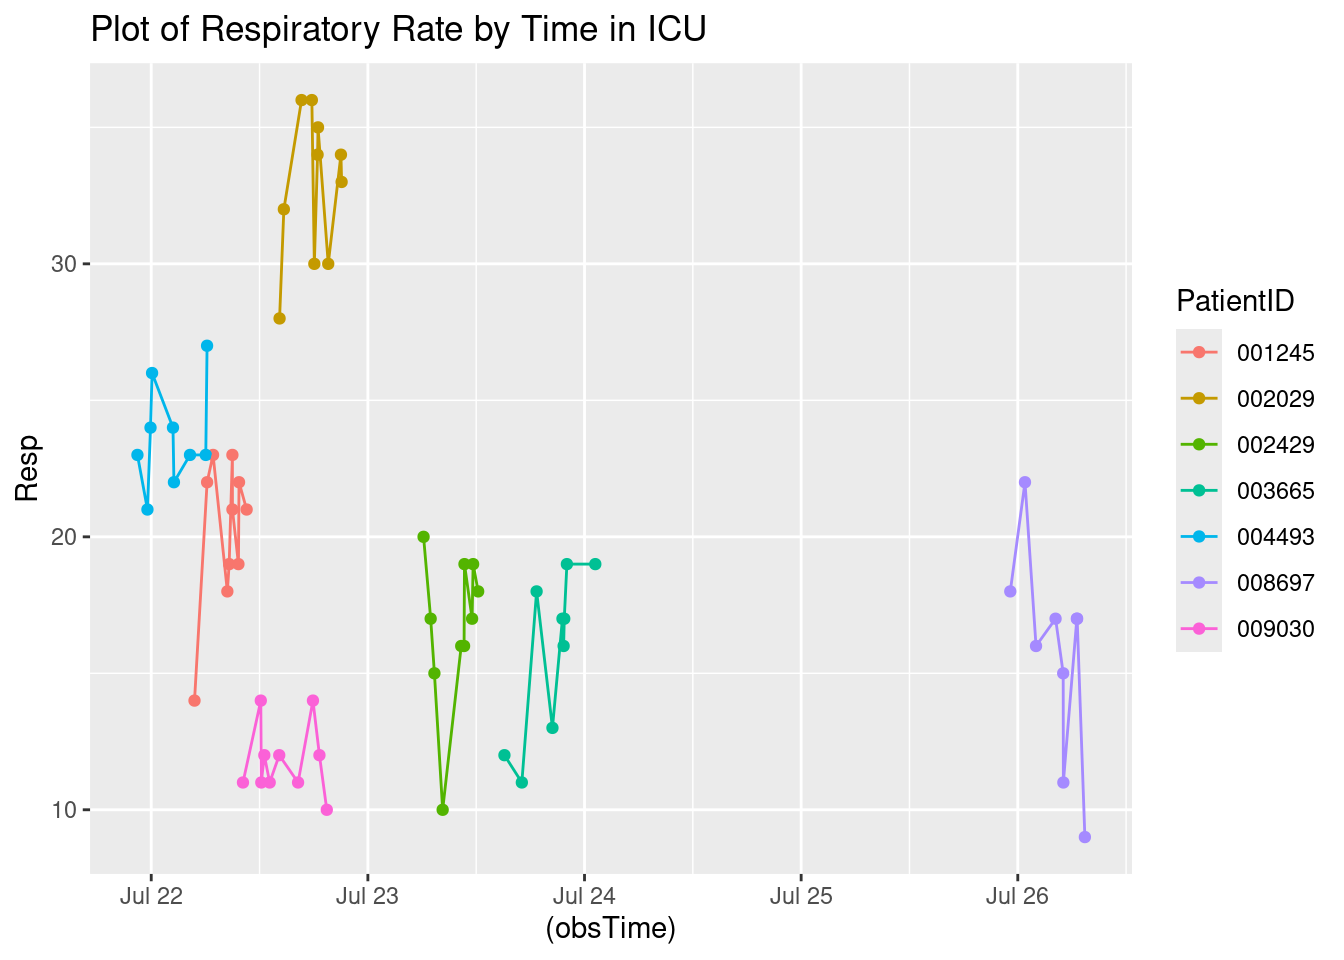 Plot of Respiratory Rate by Time in ICU
Resp
30
20
10
Jul 22
Jul 23
Jul 24
Jul 25
Jul 26
(obsTime)
PatientID
001245
002029
002429
003665
004493
008697
009030